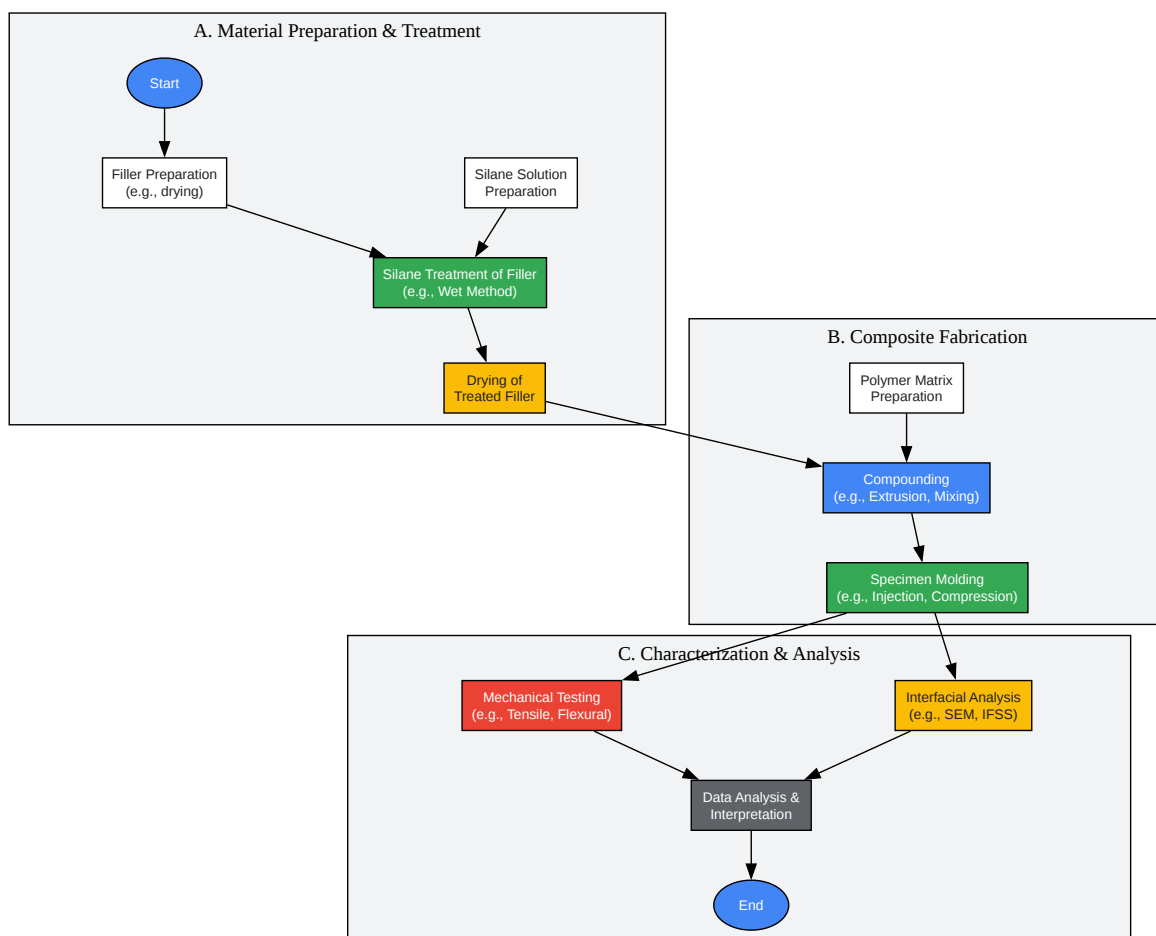 A. Material Preparation & Treatment
Start
Filler Preparation
(e.g., drying)
Silane Solution
Preparation
Silane Treatment of Filler
(e.g., Wet Method)
Drying of
Treated Filler
B. Composite Fabrication
Polymer Matrix
Preparation
Compounding
(e.g., Extrusion, Mixing)
Specimen Molding
(e.g., Injection, Compression)
C. Characterization & Analysis
Mechanical Testing
(e.g., Tensile, Flexural)
Interfacial Analysis
(e.g., SEM, IFSS)
Data Analysis &
Interpretation
End